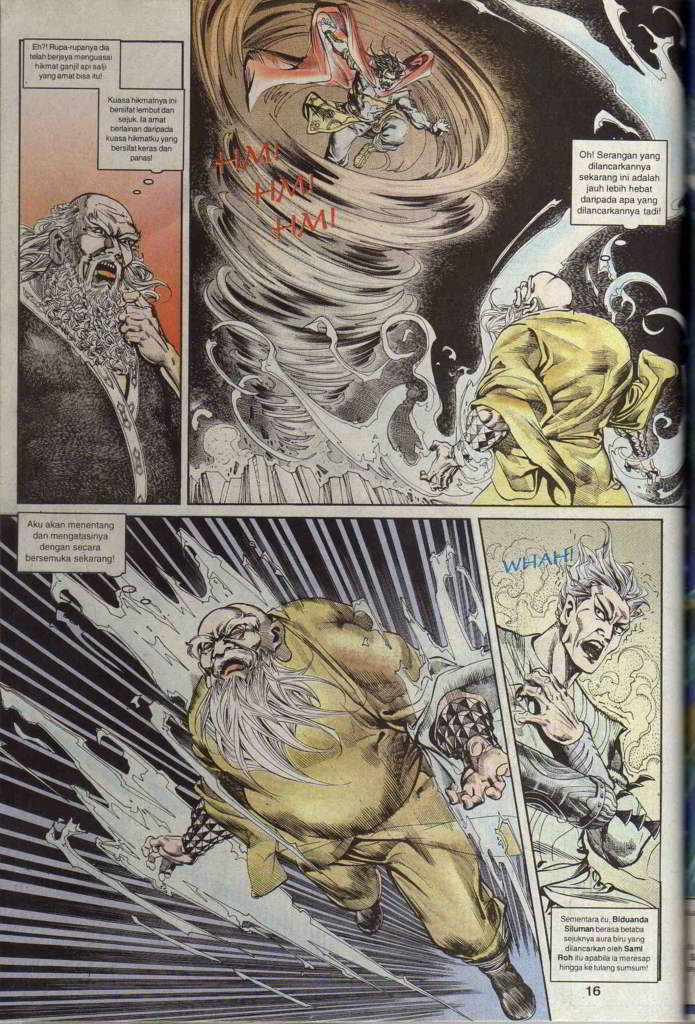 Eh?! Rupa-rupanya dia
telah berjaya menguasai
hikmat ganjil api salji
yang amat bisa itu!
Kuasa hikmatnya ini
bersifat lembut dan
sejuk. Ia amat
berlainan daripada
kuasa hikmatku yang
bersifat keras dan
panas!
HM!
HM!
HM!
Oh! Serangan yang
dilancarkannya
sekarang ini adalah
jauh lebih hebat
daripada apa yang
dilancarkannya tadi!
Aku akan menentang
dan mengatasinya
dengan secara
bersemuka sekarang!
WHAH!
Sementara itu, Biduanda
Siluman berasa betapa
sejuknya aura biru yang
dilancarkan oleh Sami
Roh itu apabila ia meresap
hingga ke tulang sumsum!
16